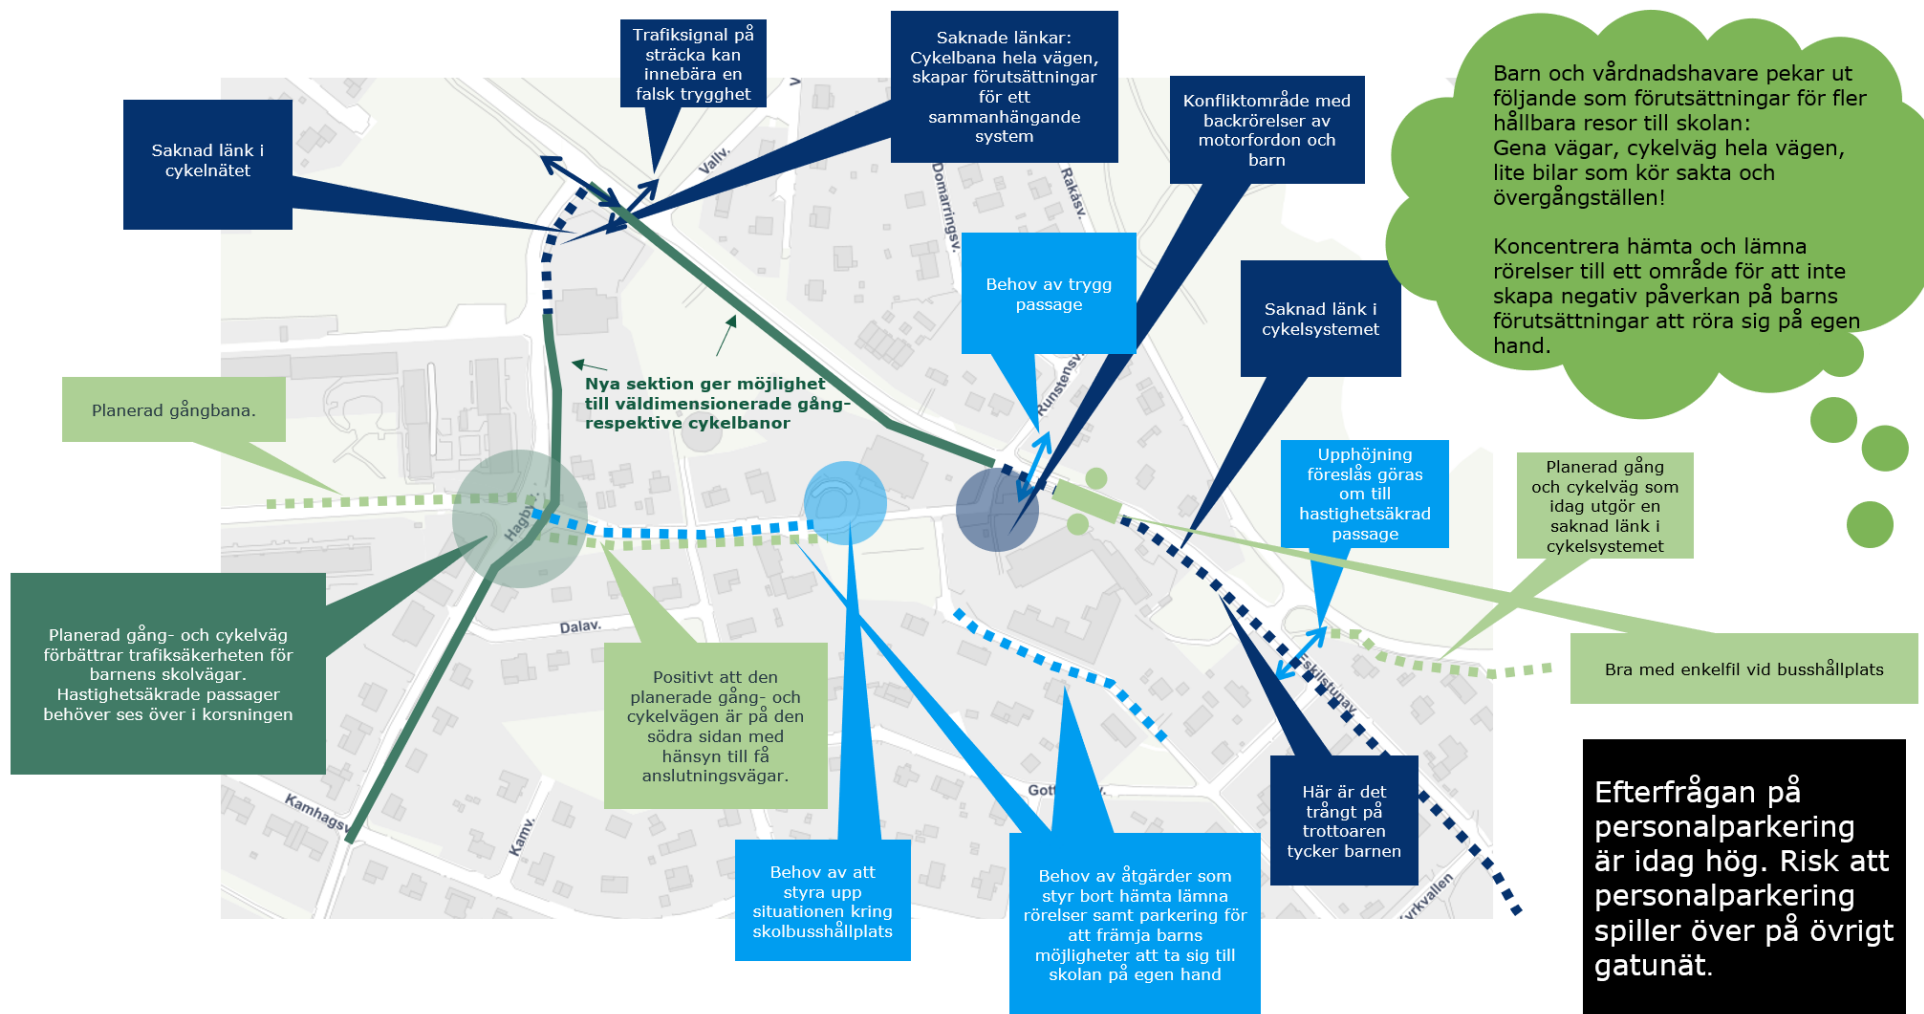 Trafiksignal på
sträcka kan
innebära en
falsk trygghet
Saknade länkar:
Cykelbana hela vägen,
skapar förutsättningar
för ett
sammanhängande
system
Konfliktområde med
backrörelser av
motorfordon och
barn
Barn och vårdnadshavare pekar ut
följande som förutsättningar för fler
hållbara resor till skolan:
Gena vägar, cykelväg hela vägen,
lite bilar som kör sakta och
övergångställen!
Koncentrera hämta och lämna
rörelser till ett område för att inte
skapa negativ påverkan på barns
förutsättningar att röra sig på egen
hand.
Saknad länk i
cykelnätet
Vallv.
Domarringsv.
Rakåsv.
Behov av trygg
passage
Saknad länk i
cykelsystemet
Runstensv.
Nya sektion ger möjlighet
till väldimensionerade gång-
respektive cykelbanor
Planerad gångbana.
Upphöjning
föreslås göras
om till
hastighetsäkrad
passage
Planerad gång
och cykelväg som
idag utgör en
saknad länk i
cykelsystemet
Hagby
Dalav.
Planerad gång- och cykelväg
förbättrar trafiksäkerheten för
barnens skolvägar.
Hastighetsäkrade passager
behöver ses över i korsningen
Positivt att den
planerade gång- och
cykelvägen är på den
södra sidan med
hänsyn till få
anslutningsvägar.
Bra med enkelfil vid busshållplats
Eskilstunav.
Kamhagsv.
Kamv.
Gott
v.
Här är det
trångt på
trottoaren
tycker barnen
Efterfrågan på
personalparkering
är idag hög. Risk att
personalparkering
spiller över på övrigt
gatunät.
Behov av att
styra upp
situationen kring
skolbusshållplats
Behov av åtgärder som
styr bort hämta lämna
rörelser samt parkering för
att främja barns
möjligheter att ta sig till
skolan på egen hand
yrkvallen